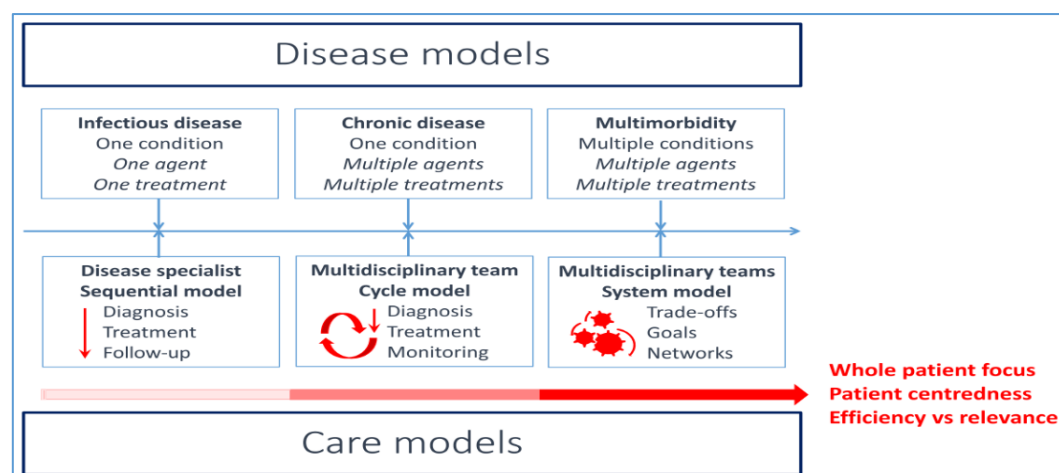 Disease models
Infectious disease
One condition
One agent
One treatment
Chronic disease
One condition
Multiple agents
Multiple treatments
Multimorbidity
Multiple conditions
Multiple agents
Multiple treatments
Disease specialist
Sequential model
Diagnosis
Treatment
Follow-up
Multidisciplinary team
Cycle model
Diagnosis
Treatment
Monitoring
Multidisciplinary teams
System model
Trade-offs
Goals
Networks
Whole patient focus
Patient centredness
Efficiency vs relevance
Care models